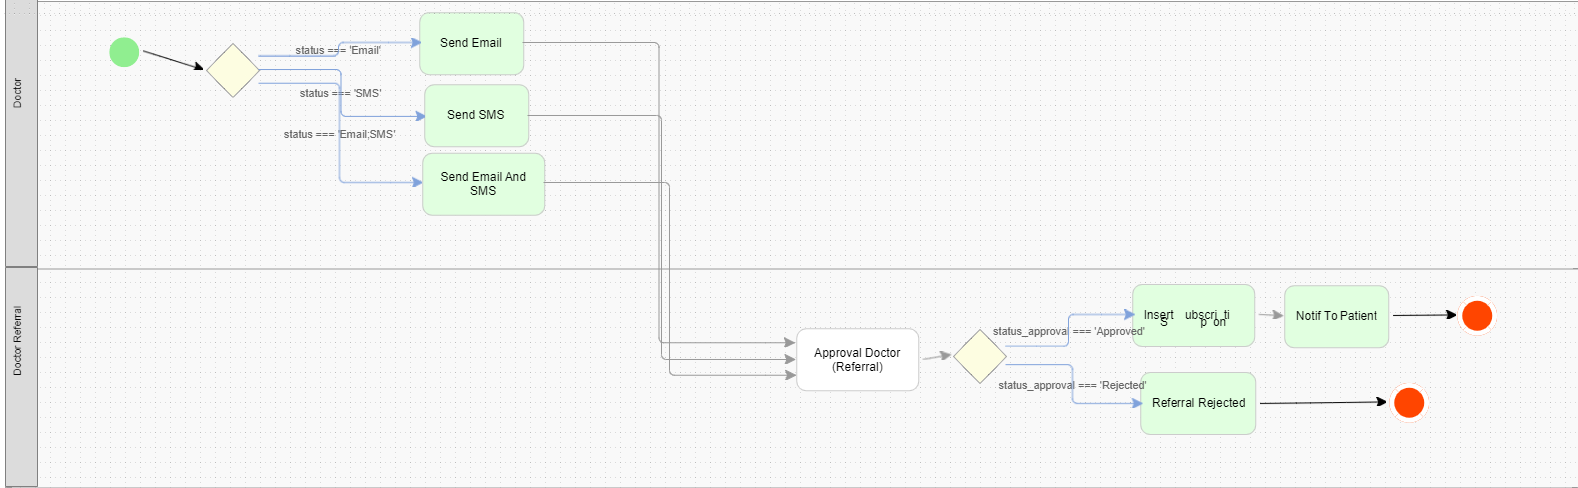 Doctor
status === 'Email'
Send Email
status === 'SMS'
Send SMS
status === 'Email;SMS'
Send Email And
SMS
Doctor Referral
Approval Doctor
(Referral)
status_approval === 'Approved'
Insert Subscription
Notif To Patient
status_approval === 'Rejected'
Referral Rejected